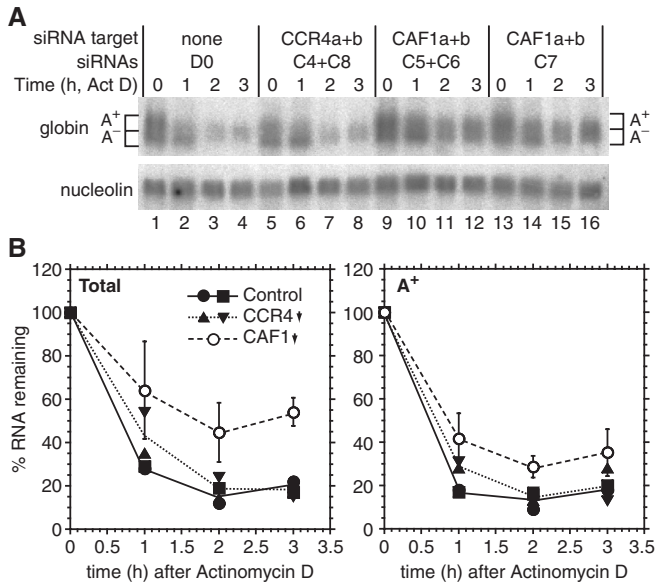 A
siRNA target none CCR4a+b CAF1a+b CAF1a+b
siRNAs D0 C4+C8 C5+C6 C7
Time (h, Act D) 0 1 2 3 0 1 2 3 0 1 2 3 0 1 2 3
globin A+ A+
A− A−
nucleolin
1 2 3 4 5 6 7 8 9 10 11 12 13 14 15 16
B
120 120
Total A+
Control
100 100
CCR4
CAF1
80 80
60 60
40 40
20 20
0 0
% RNA remaining
0 0.5 1 1.5 2 2.5 3 3.5 0 0.5 1 1.5 2 2.5 3 3.5
time (h) after Actinomycin D time (h) after Actinomycin D